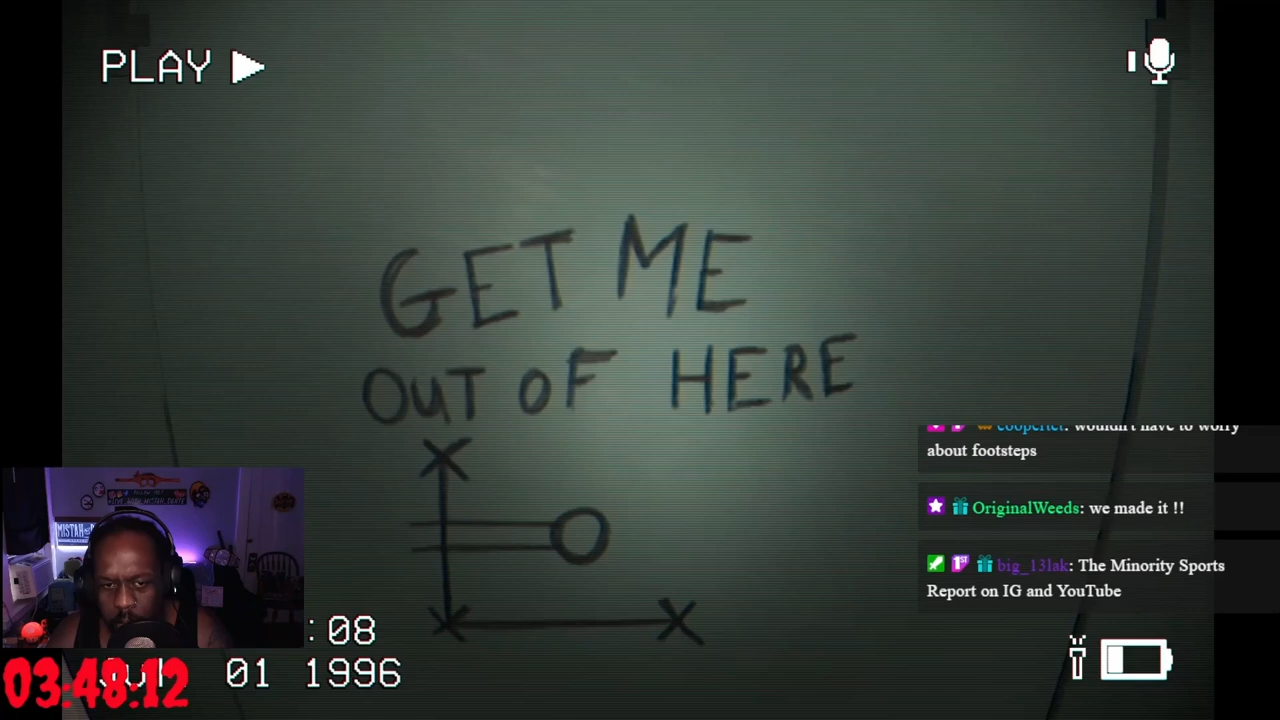 PLAY
GET ME
OUT OF HERE
cooperlet: wouldn't have to worry
about footsteps
OriginalWeeds: we made it !!
big_13lak: The Minority Sports
Report on IG and YouTube
:08
01 1996
03:48:12